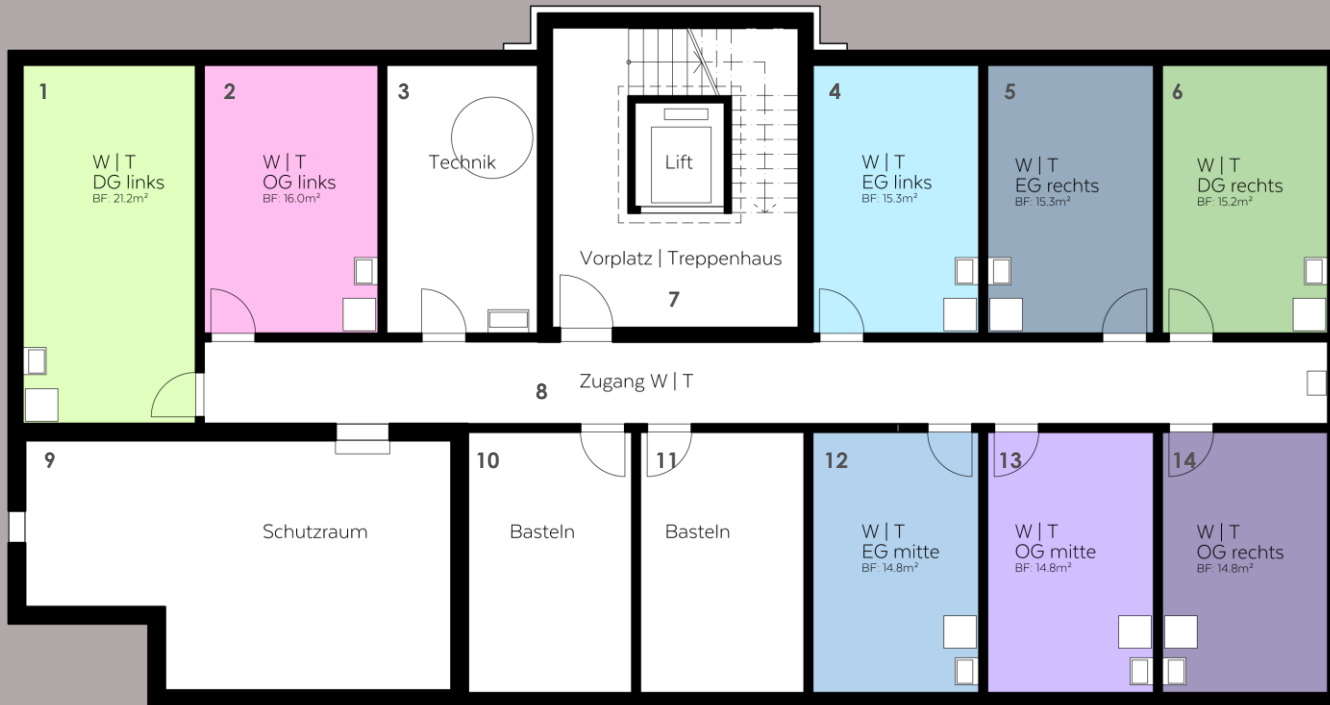 1
W | T
DG links
BF: 21.2m²
2
W | T
OG links
BF: 16.0m²
3
Technik
Lift
Vorplatz | Treppenhaus
7
4
W | T
EG links
BF: 15.3m²
5
W | T
EG rechts
BF: 15.3m²
6
W | T
DG rechts
BF: 15.2m²
8
Zugang W | T
9
Schutzraum
10
Basteln
11
Basteln
12
W | T
EG mitte
BF: 14.8m²
13
W | T
OG mitte
BF: 14.8m²
14
W | T
OG rechts
BF: 14.8m²